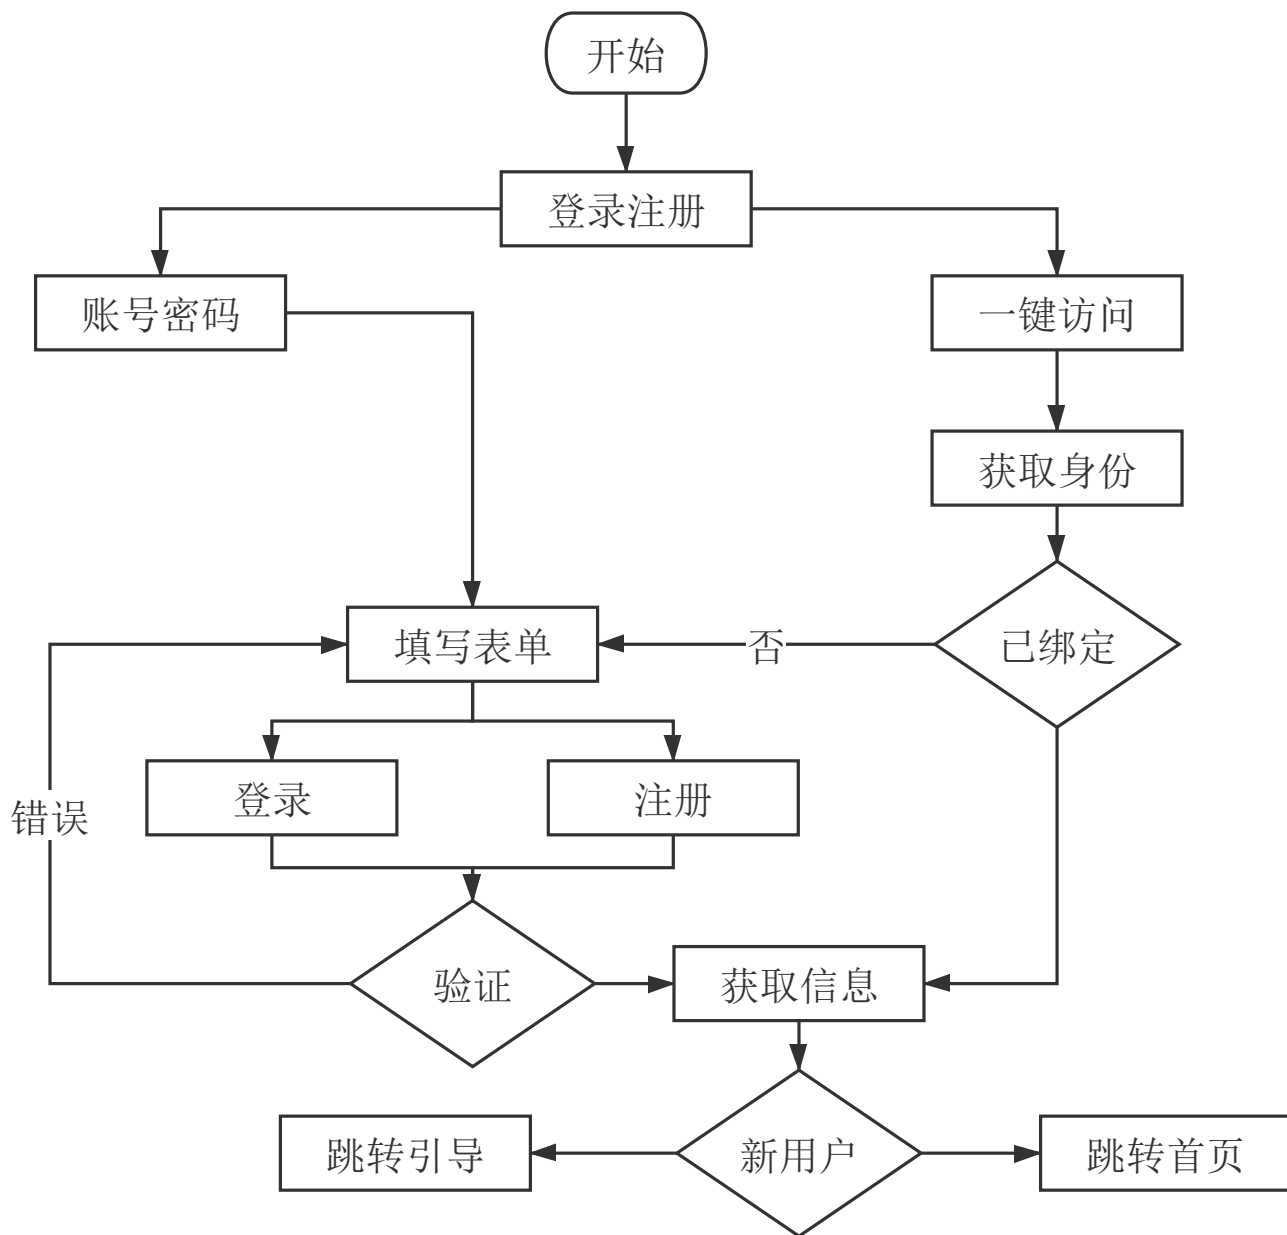 开始
登录注册
账号密码
一键访问
获取身份
填写表单
否
已绑定
登录
注册
错误
验证
获取信息
跳转引导
新用户
跳转首页